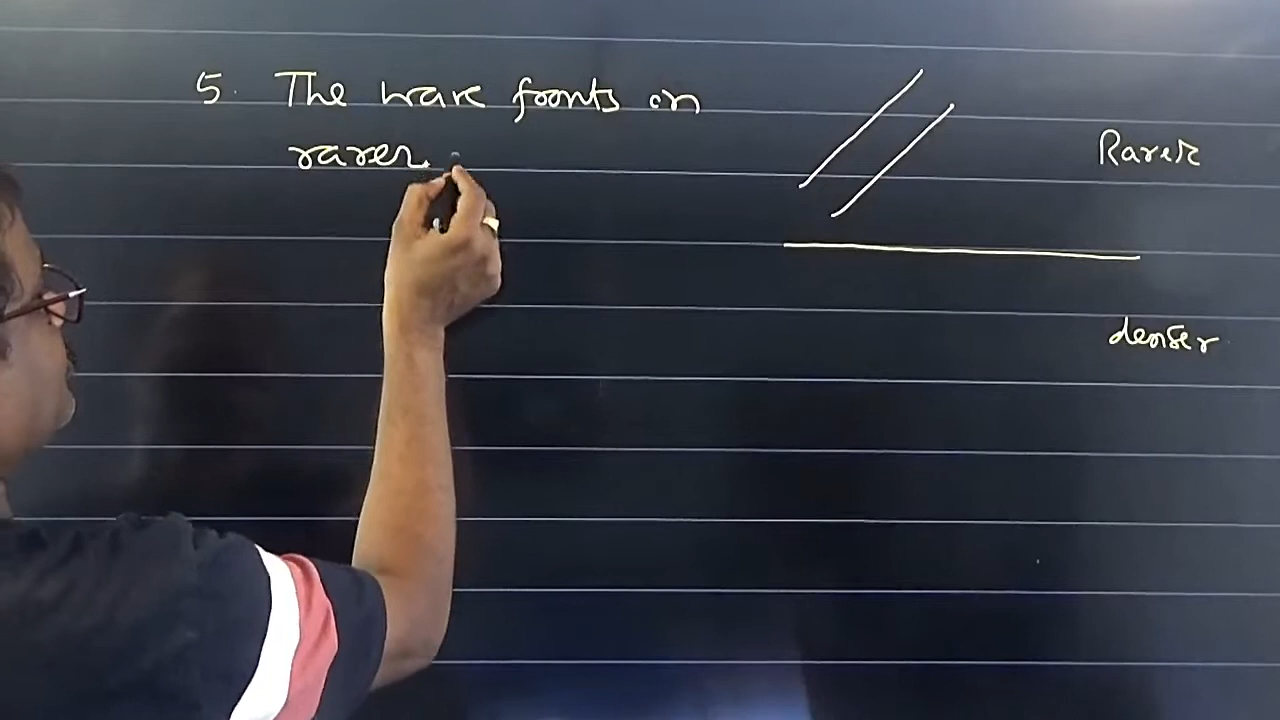 5. The wave fronts in
rarer
Rarer
denser